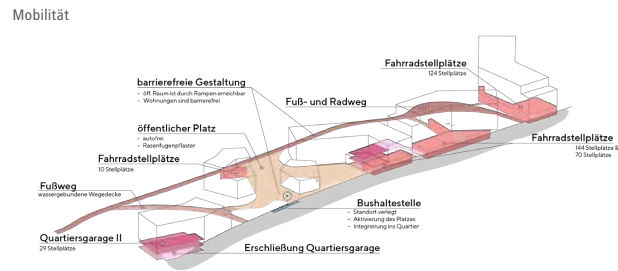 Mobilität
Fahrradstellplätze
124 Stellplätze
barrierefreie Gestaltung
- öff. Raum ist durch Rampen erreichbar
- Wohnungen sind barrierefrei
Fuß- und Radweg
öffentlicher Platz
- autofrei
- Rasenfugenpflaster
Fahrradstellplätze
144 Stellplätze &
70 Stellplätze
Fahrradstellplätze
10 Stellplätze
Fußweg
wassergebundene Wegedecke
Bushaltestelle
- Standort verlegt
- Aktivierung des Platzes
- Integrierung ins Quartier
Quartiersgarage II
29 Stellplätze
Erschließung Quartiersgarage